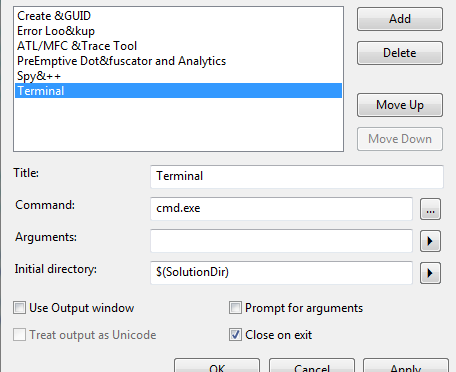 Create &GUID
Error Loo&kup
ATL/MFC &Trace Tool
PreEmptive Dot&fuscator and Analytics
Spy&++
Terminal
Add
Delete
Move Up
Move Down
Title: Terminal
Command: cmd.exe ...
Arguments:
Initial directory: $(SolutionDir)
Use Output window Prompt for arguments
Treat output as Unicode Close on exit
OK Cancel Apply